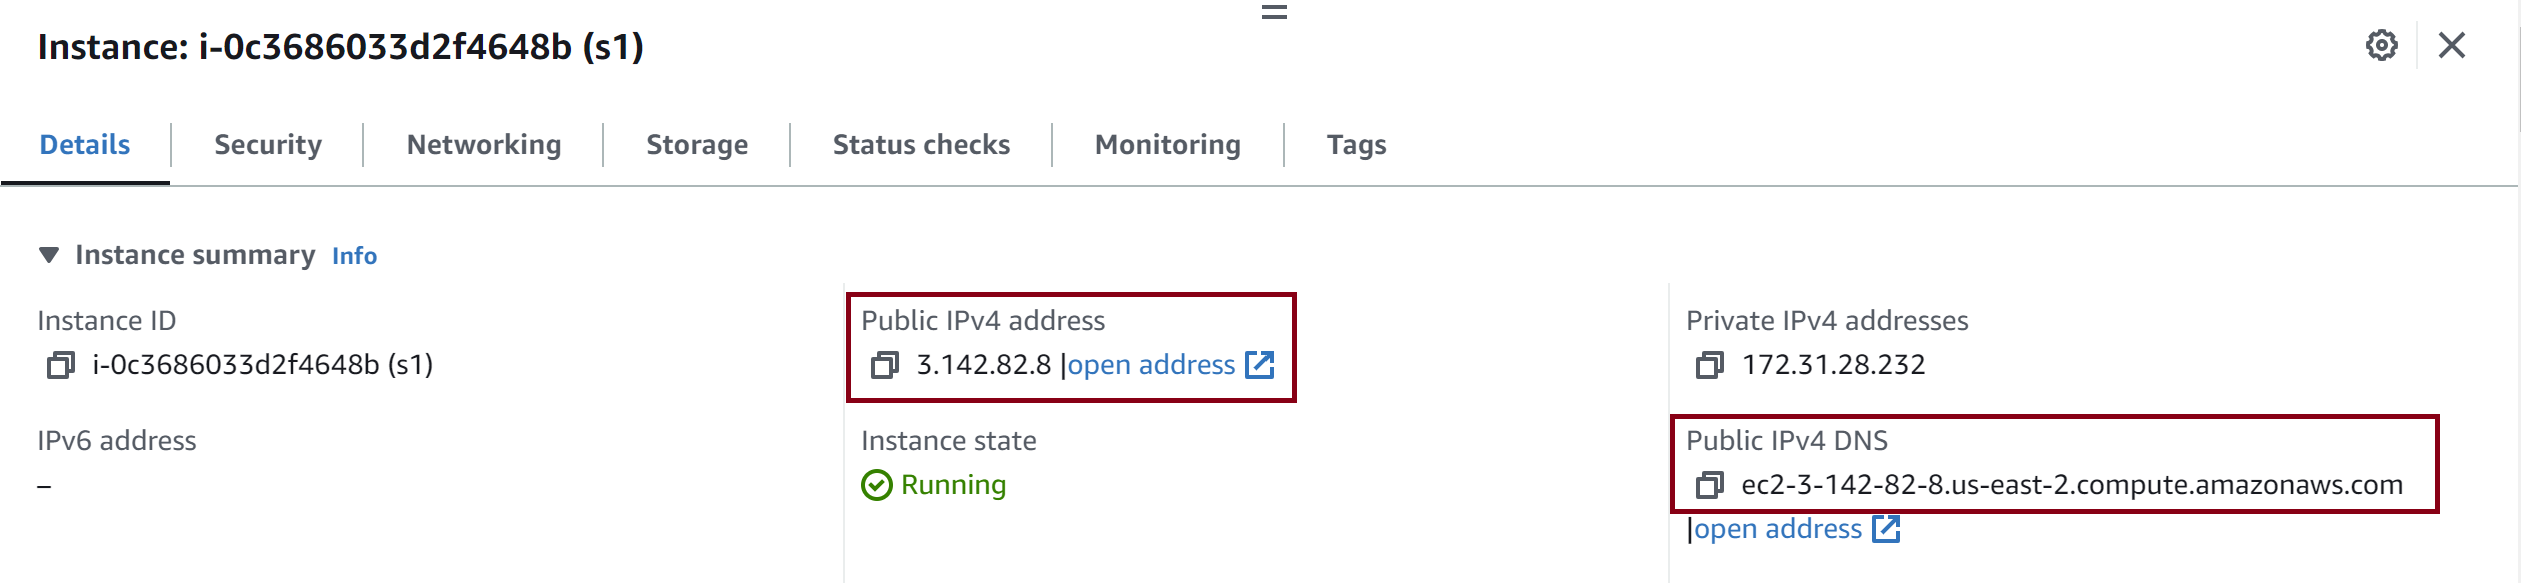 Instance: i-0c3686033d2f4648b (s1)
Details Security Networking Storage Status checks Monitoring Tags
Instance summary Info
Instance ID
i-0c3686033d2f4648b (s1)
Public IPv4 address
3.142.82.8 |open address
Private IPv4 addresses
172.31.28.232
IPv6 address
–
Instance state
Running
Public IPv4 DNS
ec2-3-142-82-8.us-east-2.compute.amazonaws.com
|open address